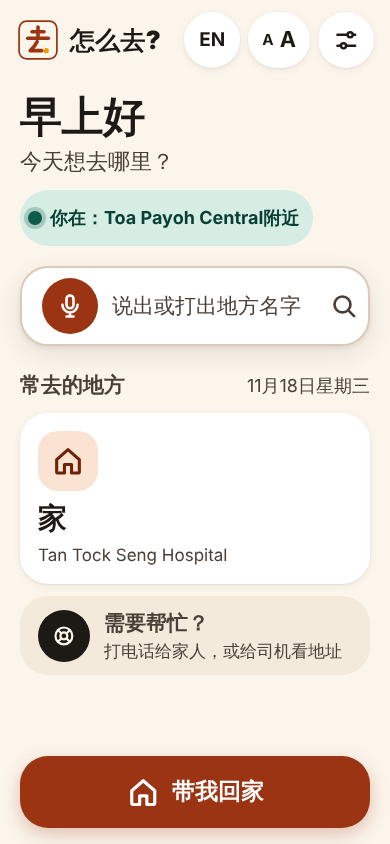 去
怎么去?
EN
A A
早上好
今天想去哪里？
你在：Toa Payoh Central附近
说出或打出地方名字
常去的地方
11月18日星期三
家
Tan Tock Seng Hospital
需要帮忙？
打电话给家人，或给司机看地址
带我回家